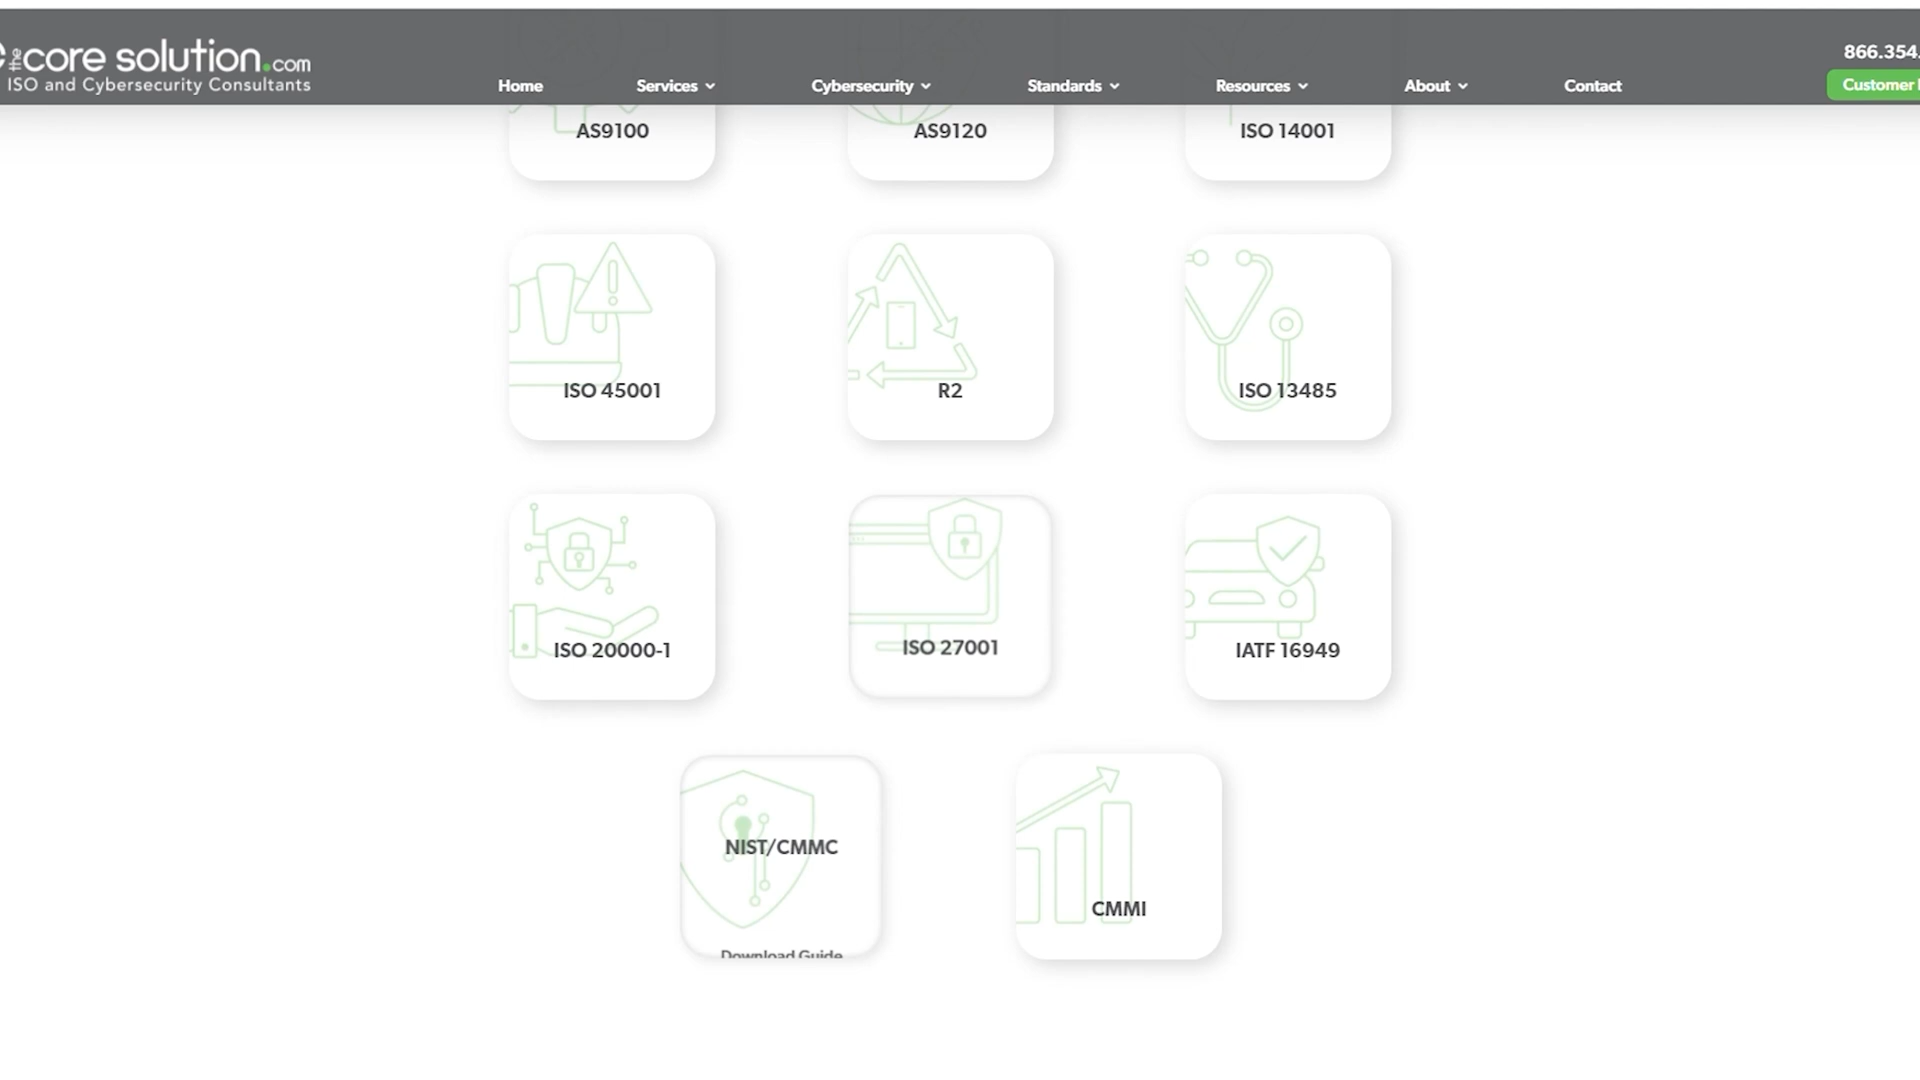 the core solution.com
ISO and Cybersecurity Consultants
Home
Services
Cybersecurity
Standards
Resources
About
Contact
866.354.
Customer
AS9100
AS9120
ISO 14001
ISO 45001
R2
ISO 13485
ISO 20000-1
ISO 27001
IATF 16949
NIST/CMMC
Download Guide
CMMI